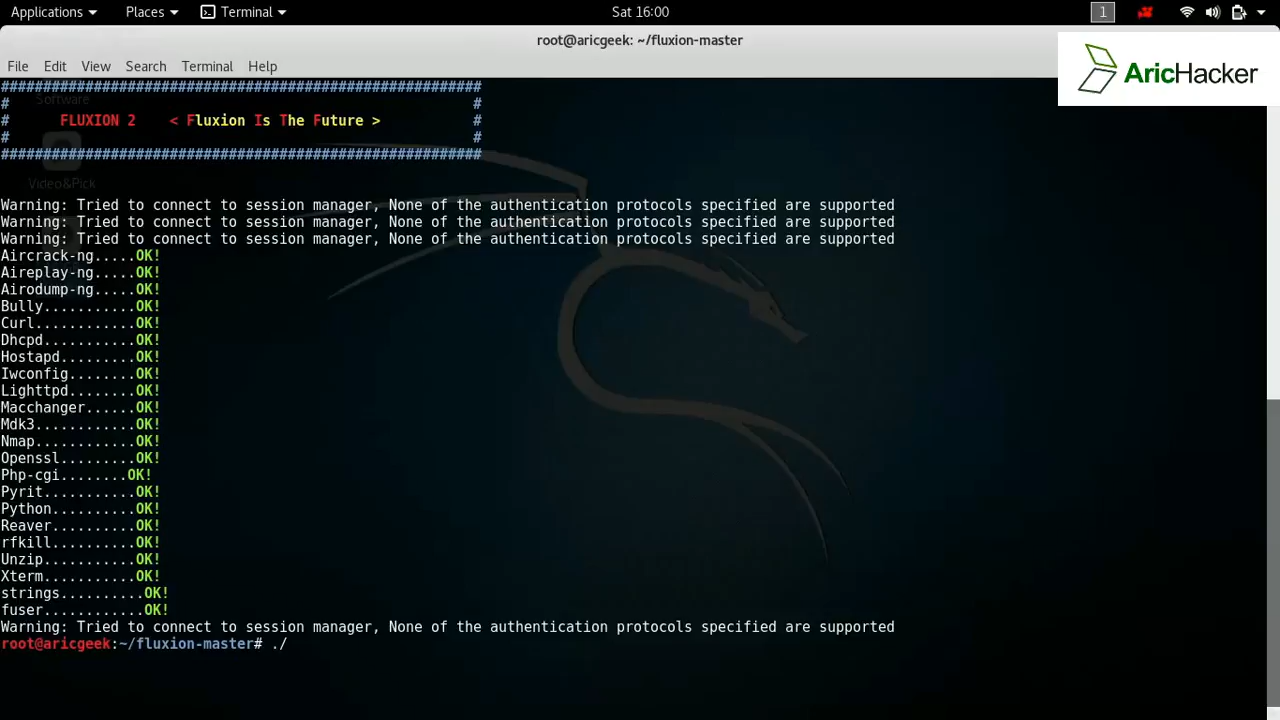 Applications Places Terminal Sat 16:00 1
root@aricgeek: ~/fluxion-master
File Edit View Search Terminal Help
AricHacker
#########################################################
Software
# #
# FLUXION 2 < Fluxion Is The Future > #
# #
#########################################################
Video&Pick
Warning: Tried to connect to session manager, None of the authentication protocols specified are supported
Warning: Tried to connect to session manager, None of the authentication protocols specified are supported
Warning: Tried to connect to session manager, None of the authentication protocols specified are supported
Aircrack-ng.....OK!
Aireplay-ng.....OK!
Airodump-ng.....OK!
Bully...........OK!
Curl............OK!
Dhcpd...........OK!
Hostapd.........OK!
Iwconfig........OK!
Lighttpd........OK!
Macchanger......OK!
Mdk3............OK!
Nmap............OK!
Openssl.........OK!
Php-cgi........OK!
Pyrit...........OK!
Python..........OK!
Reaver..........OK!
rfkill..........OK!
Unzip...........OK!
Xterm...........OK!
strings..........OK!
fuser............OK!
Warning: Tried to connect to session manager, None of the authentication protocols specified are supported
root@aricgeek:~/fluxion-master# ./